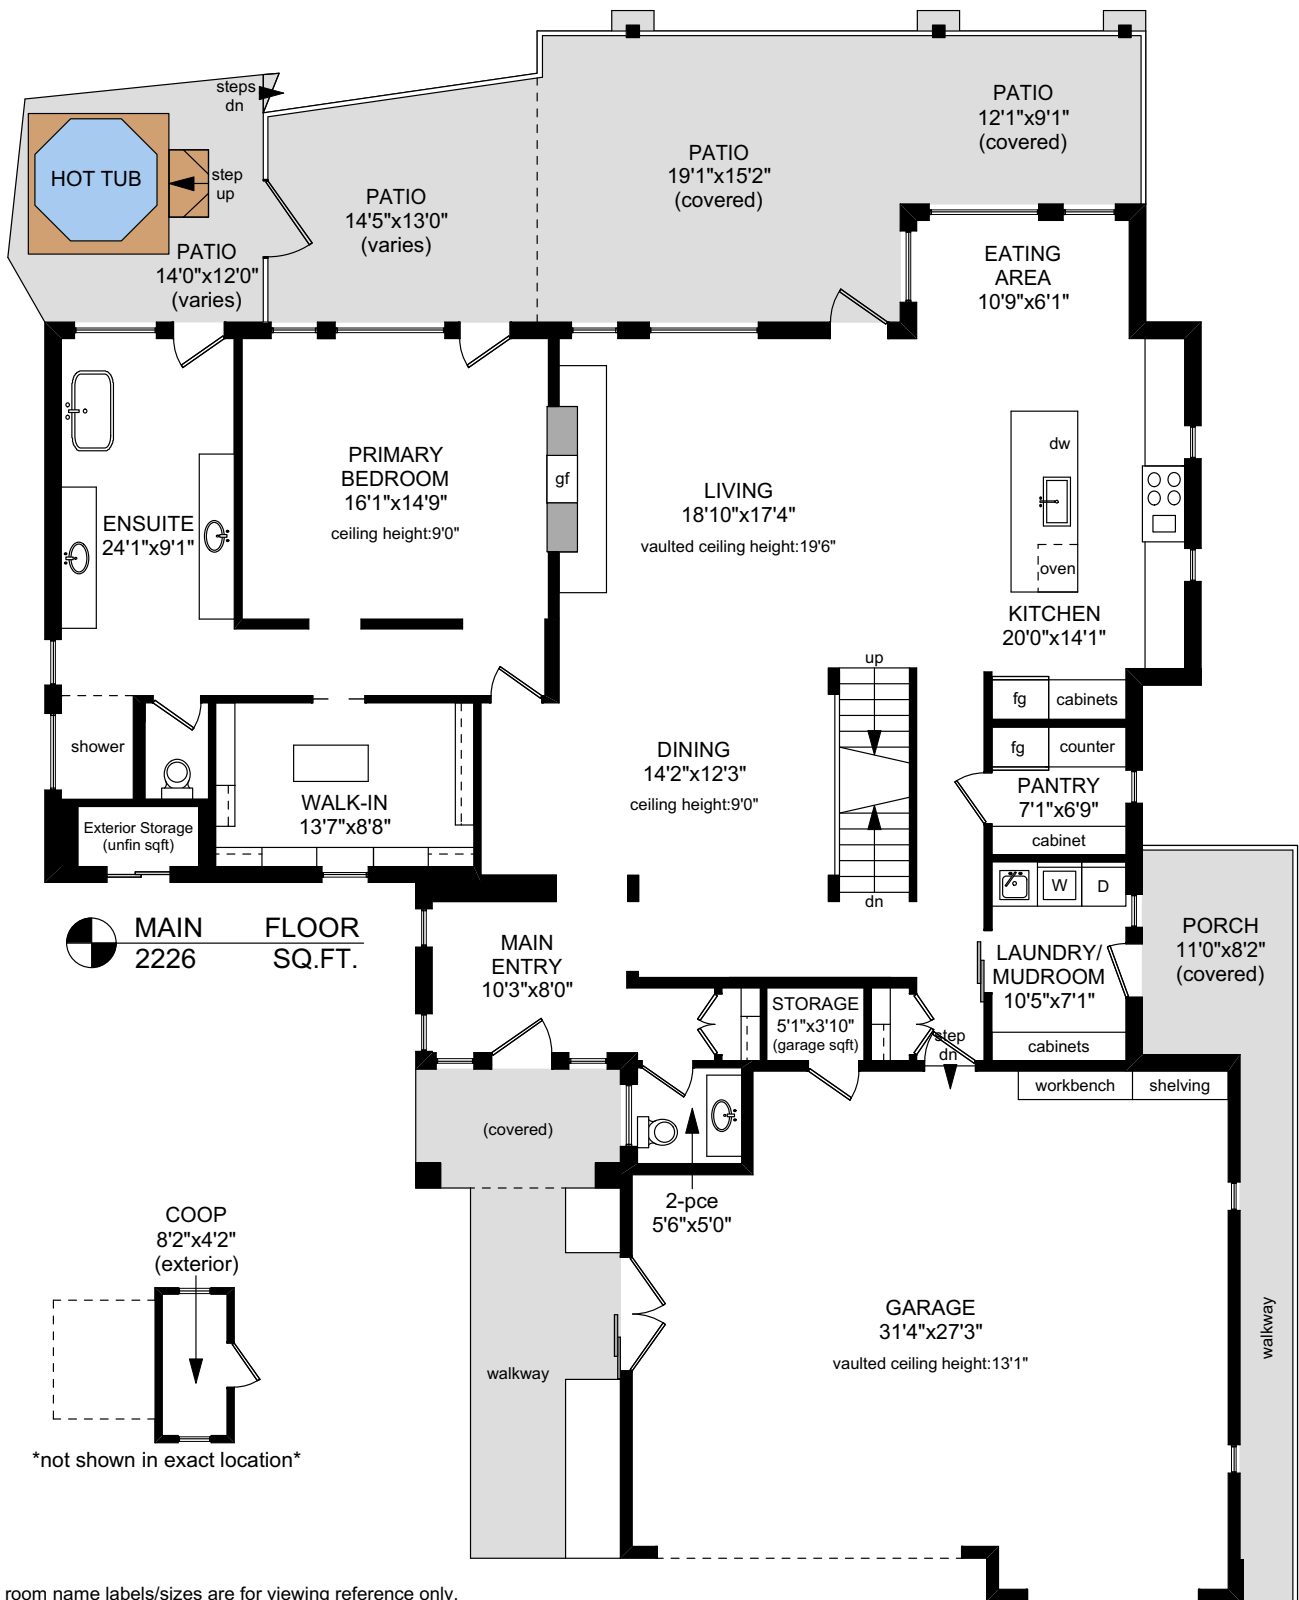 steps
dn
HOT TUB
step
up
PATIO
14'0"x12'0"
(varies)
PATIO
14'5"x13'0"
(varies)
PATIO
19'1"x15'2"
(covered)
PATIO
12'1"x9'1"
(covered)
EATING
AREA
10'9"x6'1"
ENSUITE
24'1"x9'1"
PRIMARY
BEDROOM
16'1"x14'9"
ceiling height:9'0"
gf
LIVING
18'10"x17'4"
vaulted ceiling height:19'6"
dw
oven
KITCHEN
20'0"x14'1"
shower
Exterior Storage
(unfin sqft)
WALK-IN
13'7"x8'8"
DINING
14'2"x12'3"
ceiling height:9'0"
up
dn
fg
cabinets
fg
counter
PANTRY
7'1"x6'9"
cabinet
W
D
LAUNDRY/
MUDROOM
10'5"x7'1"
cabinets
PORCH
11'0"x8'2"
(covered)
MAIN FLOOR
2226 SQ.FT.
MAIN
ENTRY
10'3"x8'0"
STORAGE
5'1"x3'10"
(garage sqft)
step
dn
workbench
shelving
(covered)
2-pce
5'6"x5'0"
COOP
8'2"x4'2"
(exterior)
*not shown in exact location*
walkway
GARAGE
31'4"x27'3"
vaulted ceiling height:13'1"
walkway
room name labels/sizes are for viewing reference only.